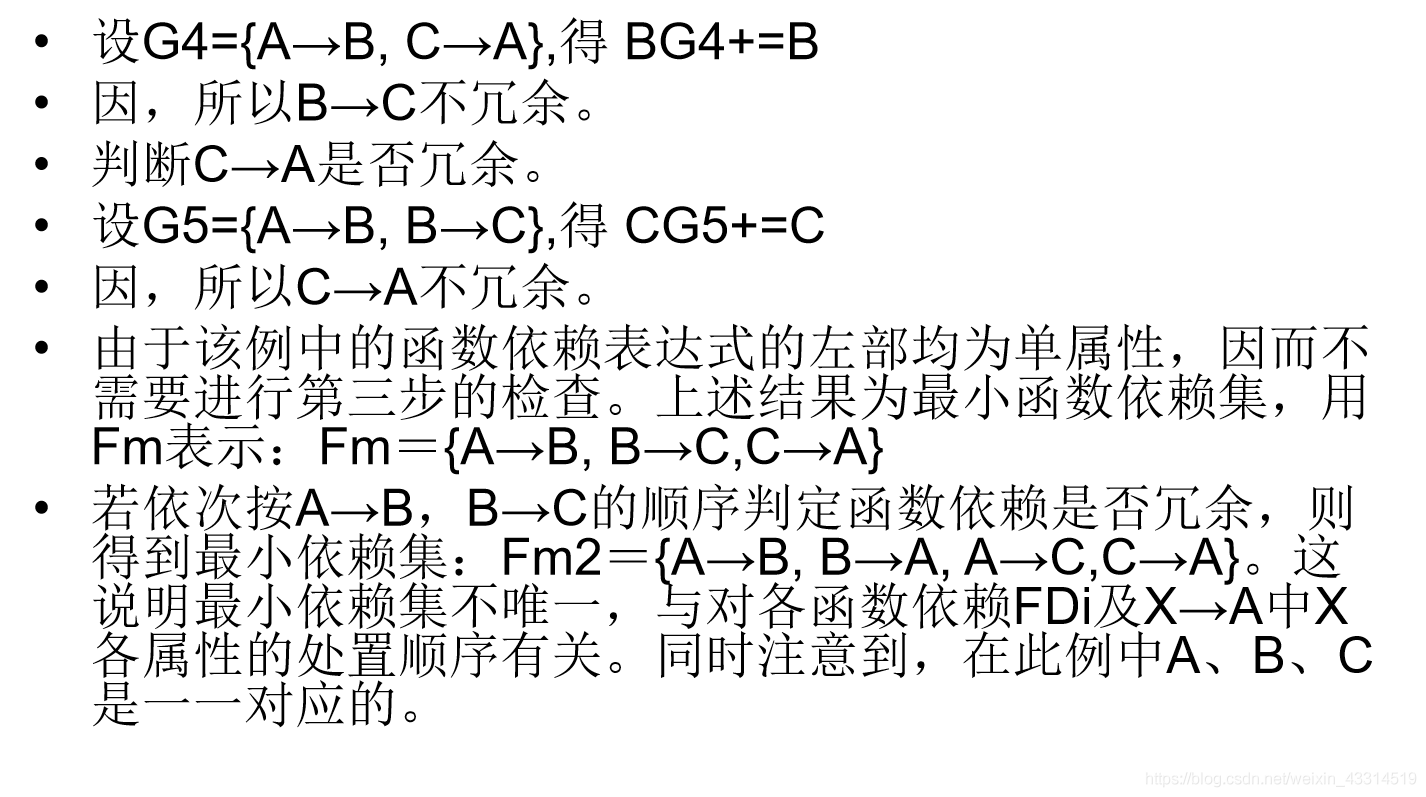 • 设G4={A→B, C→A},得 BG4+=B
• 因，所以B→C不冗余。
• 判断C→A是否冗余。
• 设G5={A→B, B→C},得 CG5+=C
• 因，所以C→A不冗余。
• 由于该例中的函数依赖表达式的左部均为单属性，因而不
需要进行第三步的检查。上述结果为最小函数依赖集，用
Fm表示：Fm＝{A→B, B→C,C→A}
• 若依次按A→B，B→C的顺序判定函数依赖是否冗余，则
得到最小依赖集：Fm2＝{A→B, B→A, A→C,C→A}。这
说明最小依赖集不唯一，与对各函数依赖FDi及X→A中X
各属性的处置顺序有关。同时注意到，在此例中A、B、C
是一一对应的。
https://blog.csdn.net/weixin_43314519